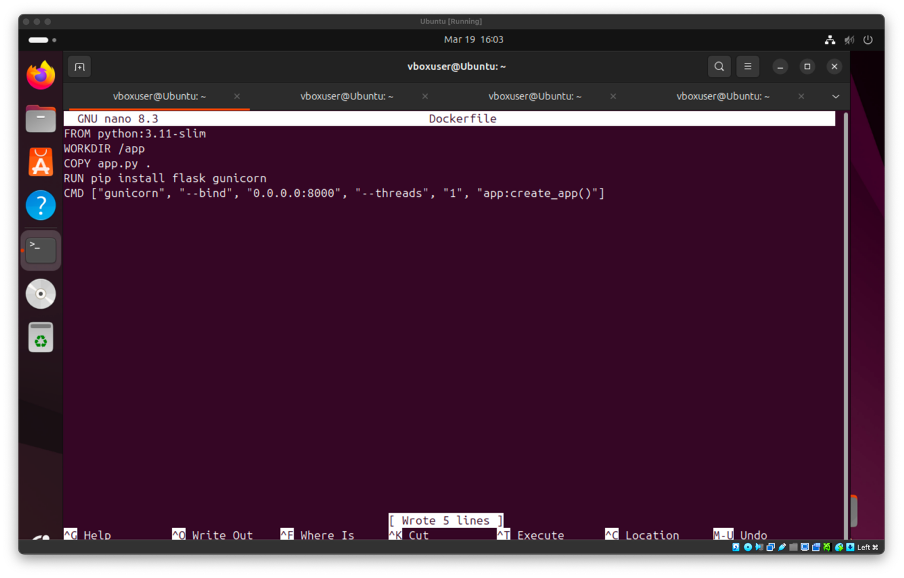 Ubuntu [Running]
Mar 19 16:03
vboxuser@Ubuntu: ~
vboxuser@Ubuntu: ~ vboxuser@Ubuntu: ~ vboxuser@Ubuntu: ~ vboxuser@Ubuntu: ~
GNU nano 8.3 Dockerfile
FROM python:3.11-slim
WORKDIR /app
COPY app.py .
RUN pip install flask gunicorn
CMD ["gunicorn", "--bind", "0.0.0.0:8000", "--threads", "1", "app:create_app()"]
[ Wrote 5 lines ]
^G Help ^O Write Out ^F Where Is ^K Cut ^T Execute ^C Location M-U Undo
Left ⌘